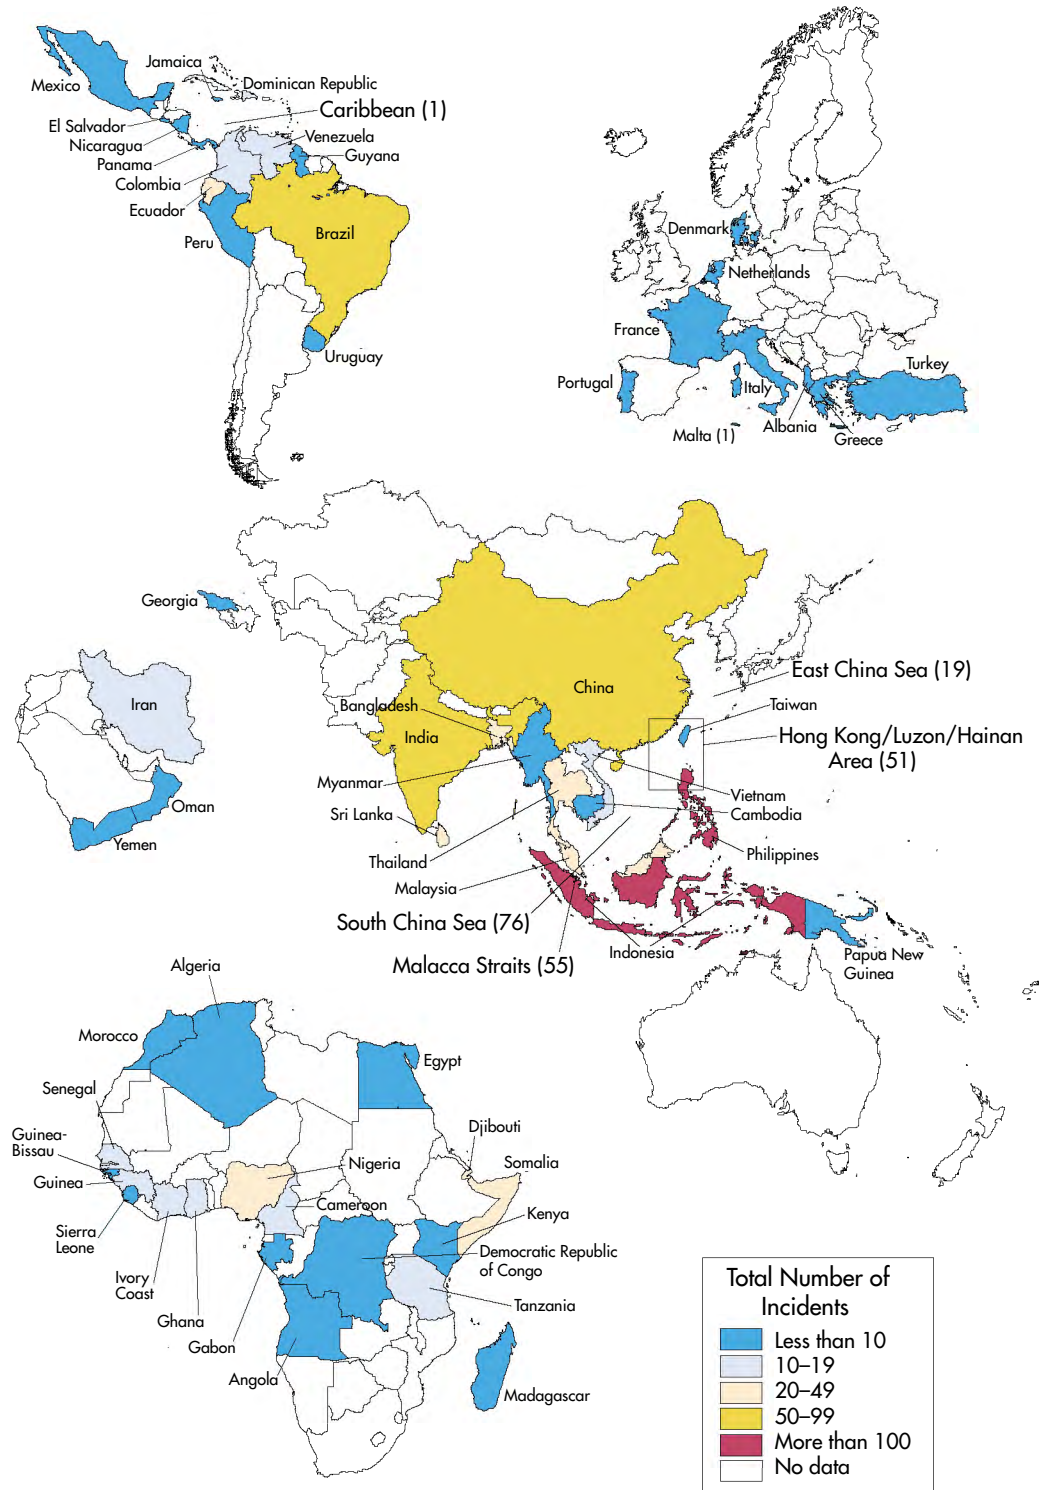 Jamaica
Mexico
Dominican Republic
Caribbean (1)
El Salvador
Nicaragua
Venezuela
Panama
Guyana
Colombia
Ecuador
Peru
Brazil
Uruguay
Denmark
Netherlands
France
Portugal
Italy
Turkey
Malta (1)
Albania
Greece
Georgia
Iran
Oman
Yemen
East China Sea (19)
China
Bangladesh
Taiwan
India
Hong Kong/Luzon/Hainan
Area (51)
Myanmar
Vietnam
Sri Lanka
Cambodia
Thailand
Philippines
Malaysia
South China Sea (76)
Indonesia
Malacca Straits (55)
Papua New
Guinea
Algeria
Morocco
Egypt
Senegal
Guinea-
Bissau
Djibouti
Nigeria
Somalia
Guinea
Cameroon
Kenya
Sierra
Leone
Democratic Republic
of Congo
Ivory
Coast
Tanzania
Ghana
Gabon
Angola
Madagascar
Total Number of
Incidents
Less than 10
10–19
20–49
50–99
More than 100
No data